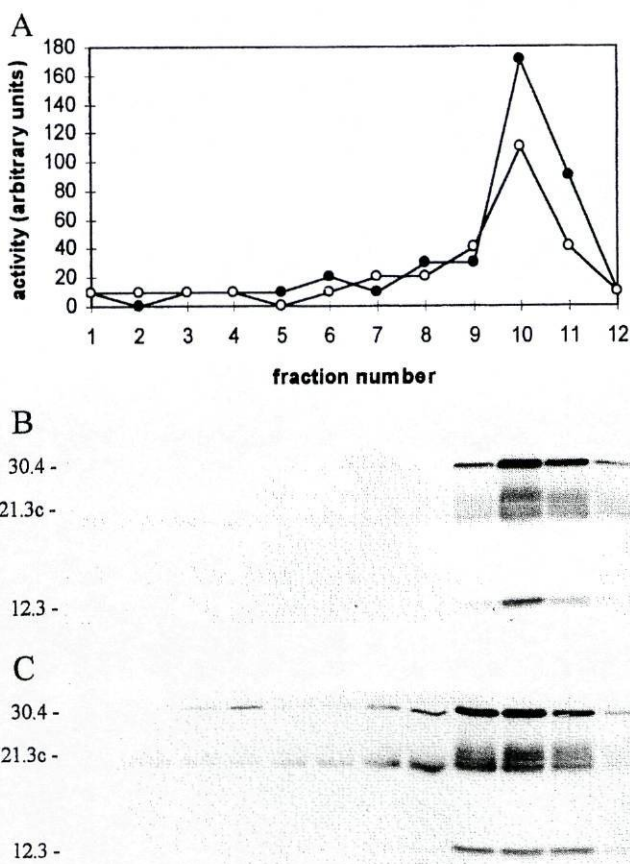 A
activity (arbitrary units)
180
160
140
120
100
80
60
40
20
0
1 2 3 4 5 6 7 8 9 10 11 12
fraction number
B
30.4 -
21.3c -
12.3 -
C
30.4 -
21.3c -
12.3 -